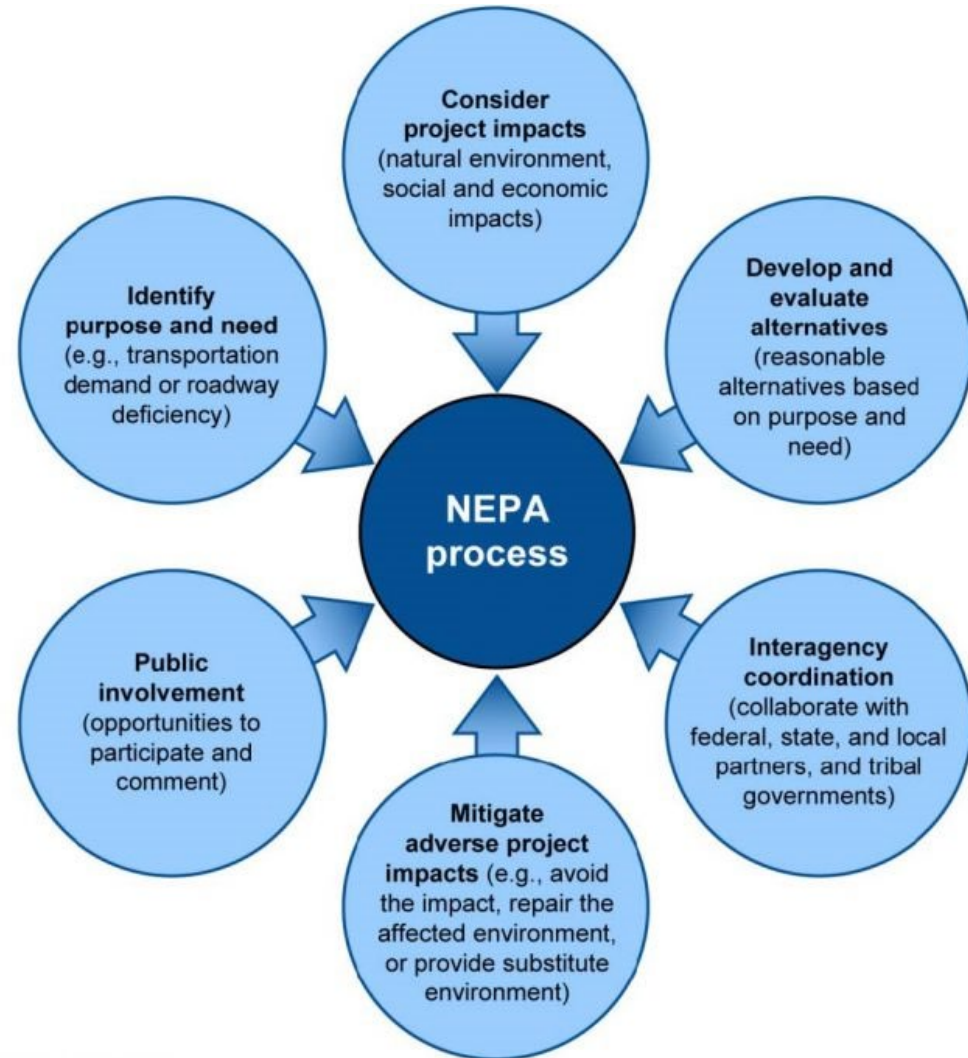 Consider
project impacts
(natural environment,
social and economic
impacts)
Identify
purpose and need
(e.g., transportation
demand or roadway
deficiency)
Develop and
evaluate
alternatives
(reasonable
alternatives based
on purpose and
need)
NEPA
process
Public
involvement
(opportunities to
participate and
comment)
Interagency
coordination
(collaborate with
federal, state, and local
partners, and tribal
governments)
Mitigate
adverse project
impacts (e.g., avoid
the impact, repair the
affected environment,
or provide substitute
environment)